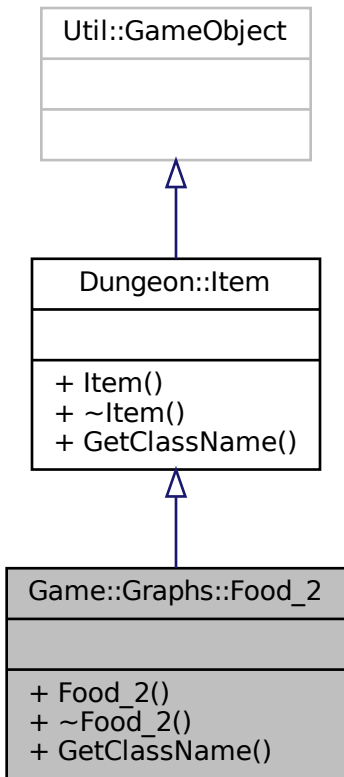 Util::GameObject
Dungeon::Item
+ Item()
+ ~Item()
+ GetClassName()
Game::Graphs::Food_2
+ Food_2()
+ ~Food_2()
+ GetClassName()